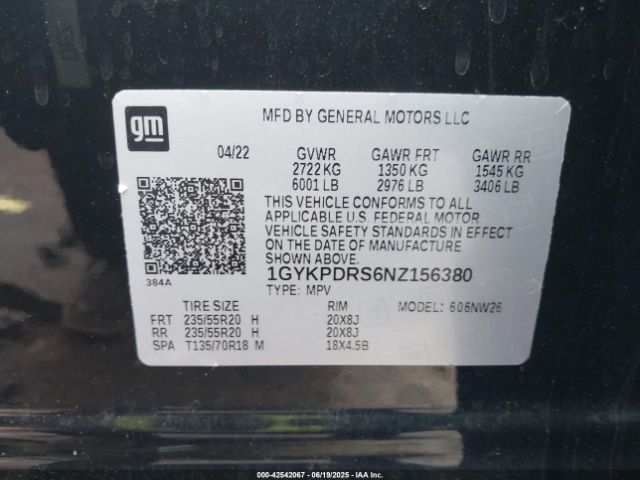 gm
MFD BY GENERAL MOTORS LLC
04/22 GVWR GAWR FRT GAWR RR
2722 KG 1350 KG 1545 KG
6001 LB 2976 LB 3406 LB
THIS VEHICLE CONFORMS TO ALL
APPLICABLE U.S. FEDERAL MOTOR
VEHICLE SAFETY STANDARDS IN EFFECT
ON THE DATE OF MANUFACTURE
SHOWN ABOVE.
384A
1GYKPDRS6NZ156380
TYPE: MPV
TIRE SIZE RIM MODEL: 606NW26
FRT 235/55R20 H 20X8J
RR 235/55R20 H 20X8J
SPA T135/70R18 M 18X4.5B
00-42542067 - 06/19/2025 - IAA Inc.